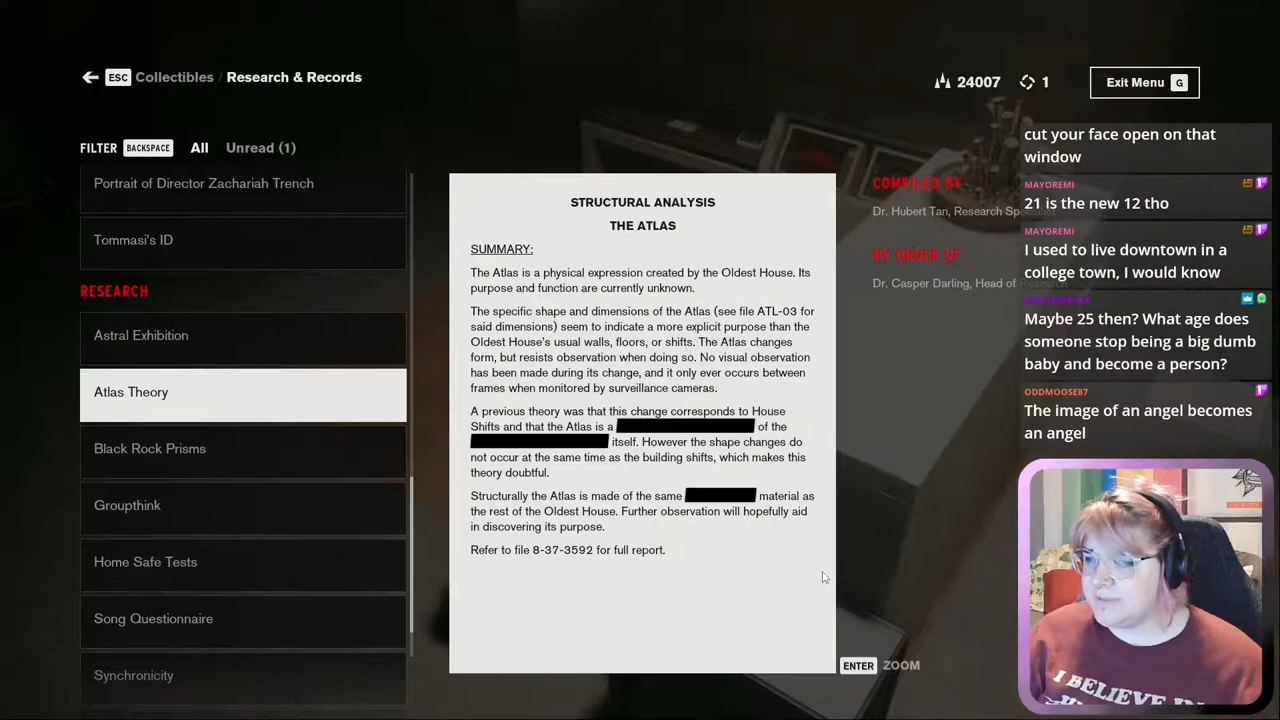 ESC Collectibles / Research & Records
24007
1
Exit Menu G
FILTER BACKSPACE All Unread (1)
Portrait of Director Zachariah Trench
Tommasi's ID
RESEARCH
Astral Exhibition
Atlas Theory
Black Rock Prisms
Groupthink
Home Safe Tests
Song Questionnaire
Synchronicity
STRUCTURAL ANALYSIS
THE ATLAS
SUMMARY:
The Atlas is a physical expression created by the Oldest House. Its
purpose and function are currently unknown.
The specific shape and dimensions of the Atlas (see file ATL-03 for
said dimensions) seem to indicate a more explicit purpose than the
Oldest House's usual walls, floors, or shifts. The Atlas changes
form, but resists observation when doing so. No visual observation
has been made during its change, and it only ever occurs between
frames when monitored by surveillance cameras.
A previous theory was that this change corresponds to House
Shifts and that the Atlas is a of the
itself. However the shape changes do
not occur at the same time as the building shifts, which makes this
theory doubtful.
Structurally the Atlas is made of the same material as
the rest of the Oldest House. Further observation will hopefully aid
in discovering its purpose.
Refer to file 8-37-3592 for full report.
ENTER ZOOM
COMPILED BY
Dr. Hubert Tan, Research Specialist
BY ORDER OF
Dr. Casper Darling, Head of Research
cut your face open on that
window
MAYOREMI
21 is the new 12 tho
MAYOREMI
I used to live downtown in a
college town, I would know
Maybe 25 then? What age does
someone stop being a big dumb
baby and become a person?
ODDMOOSE87
The image of an angel becomes
an angel
I BELIEVE IN